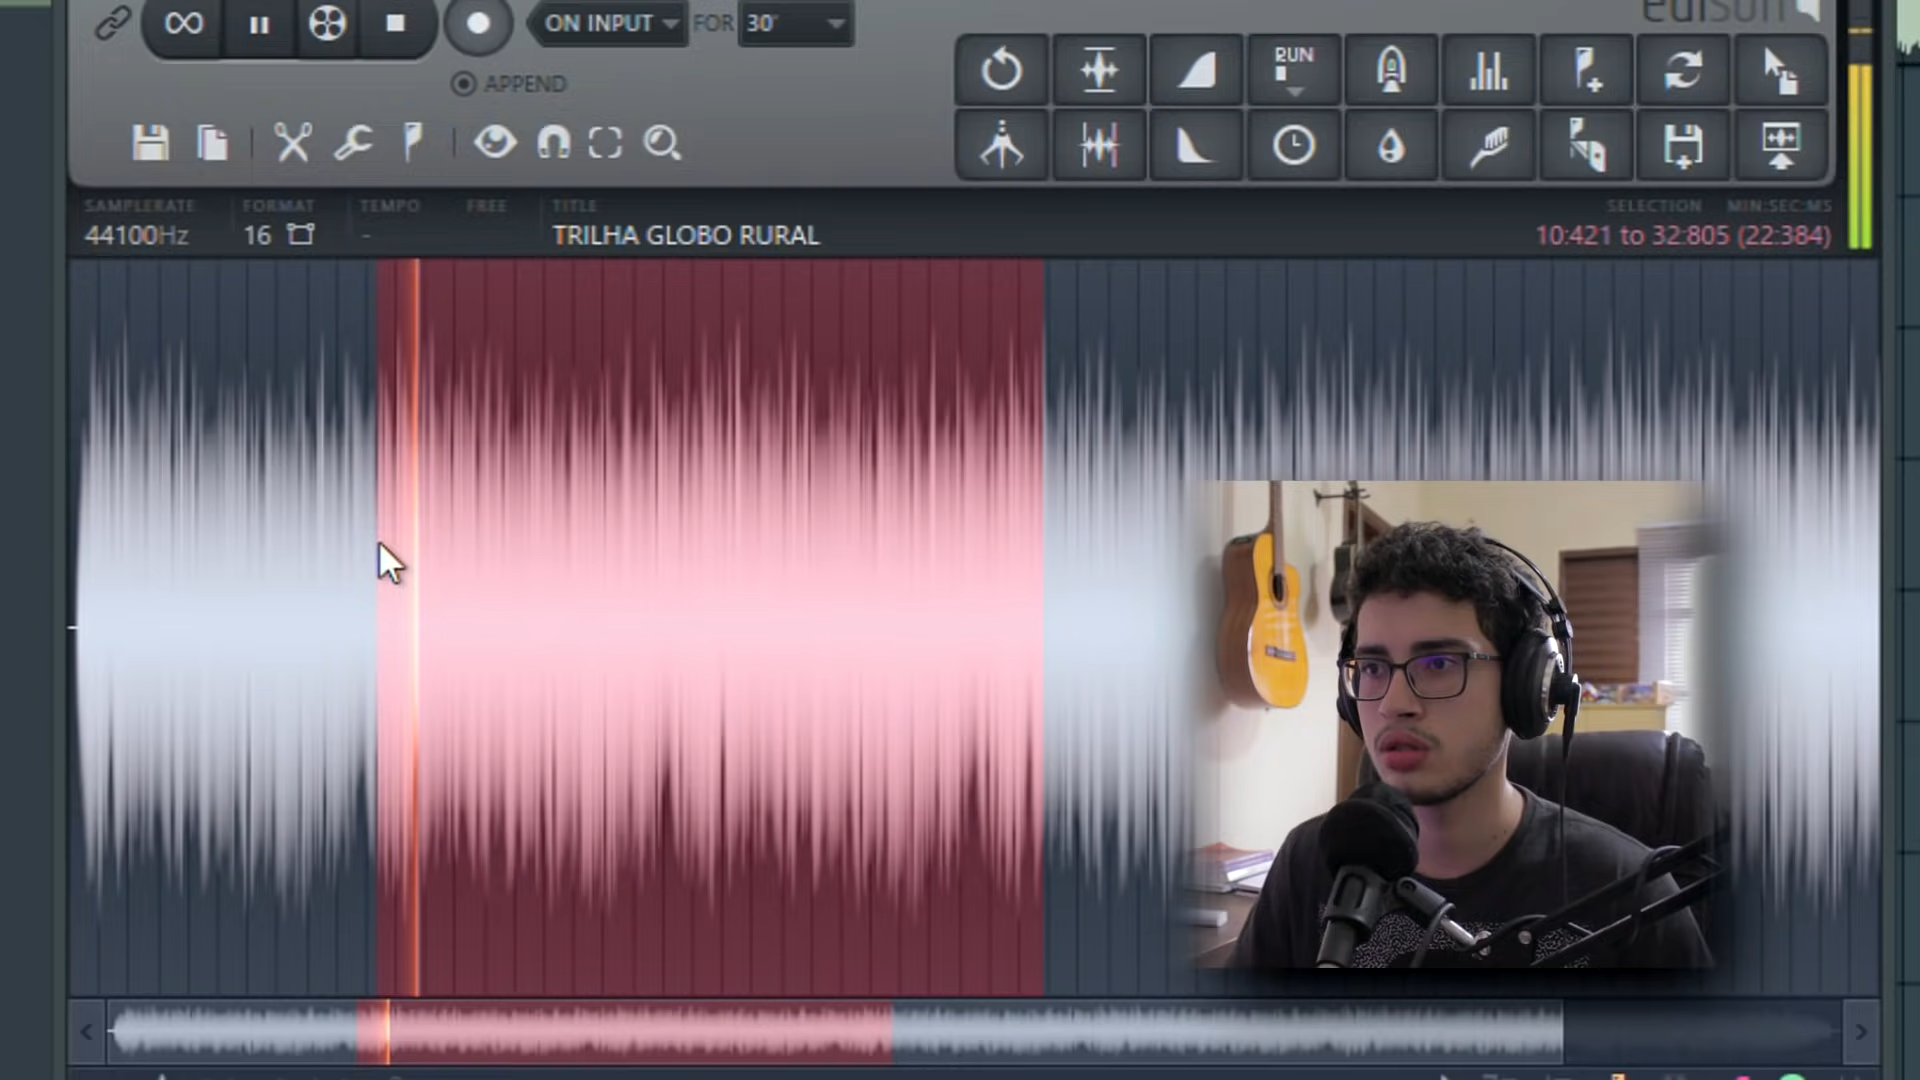 edison
ON INPUT
FOR
30'
APPEND
RUN
SAMPLERATE
FORMAT
TEMPO
FREE
TITLE
SELECTION
MIN:SEC:MS
44100Hz
16
-
TRILHA GLOBO RURAL
10:421 to 32:805 (22:384)